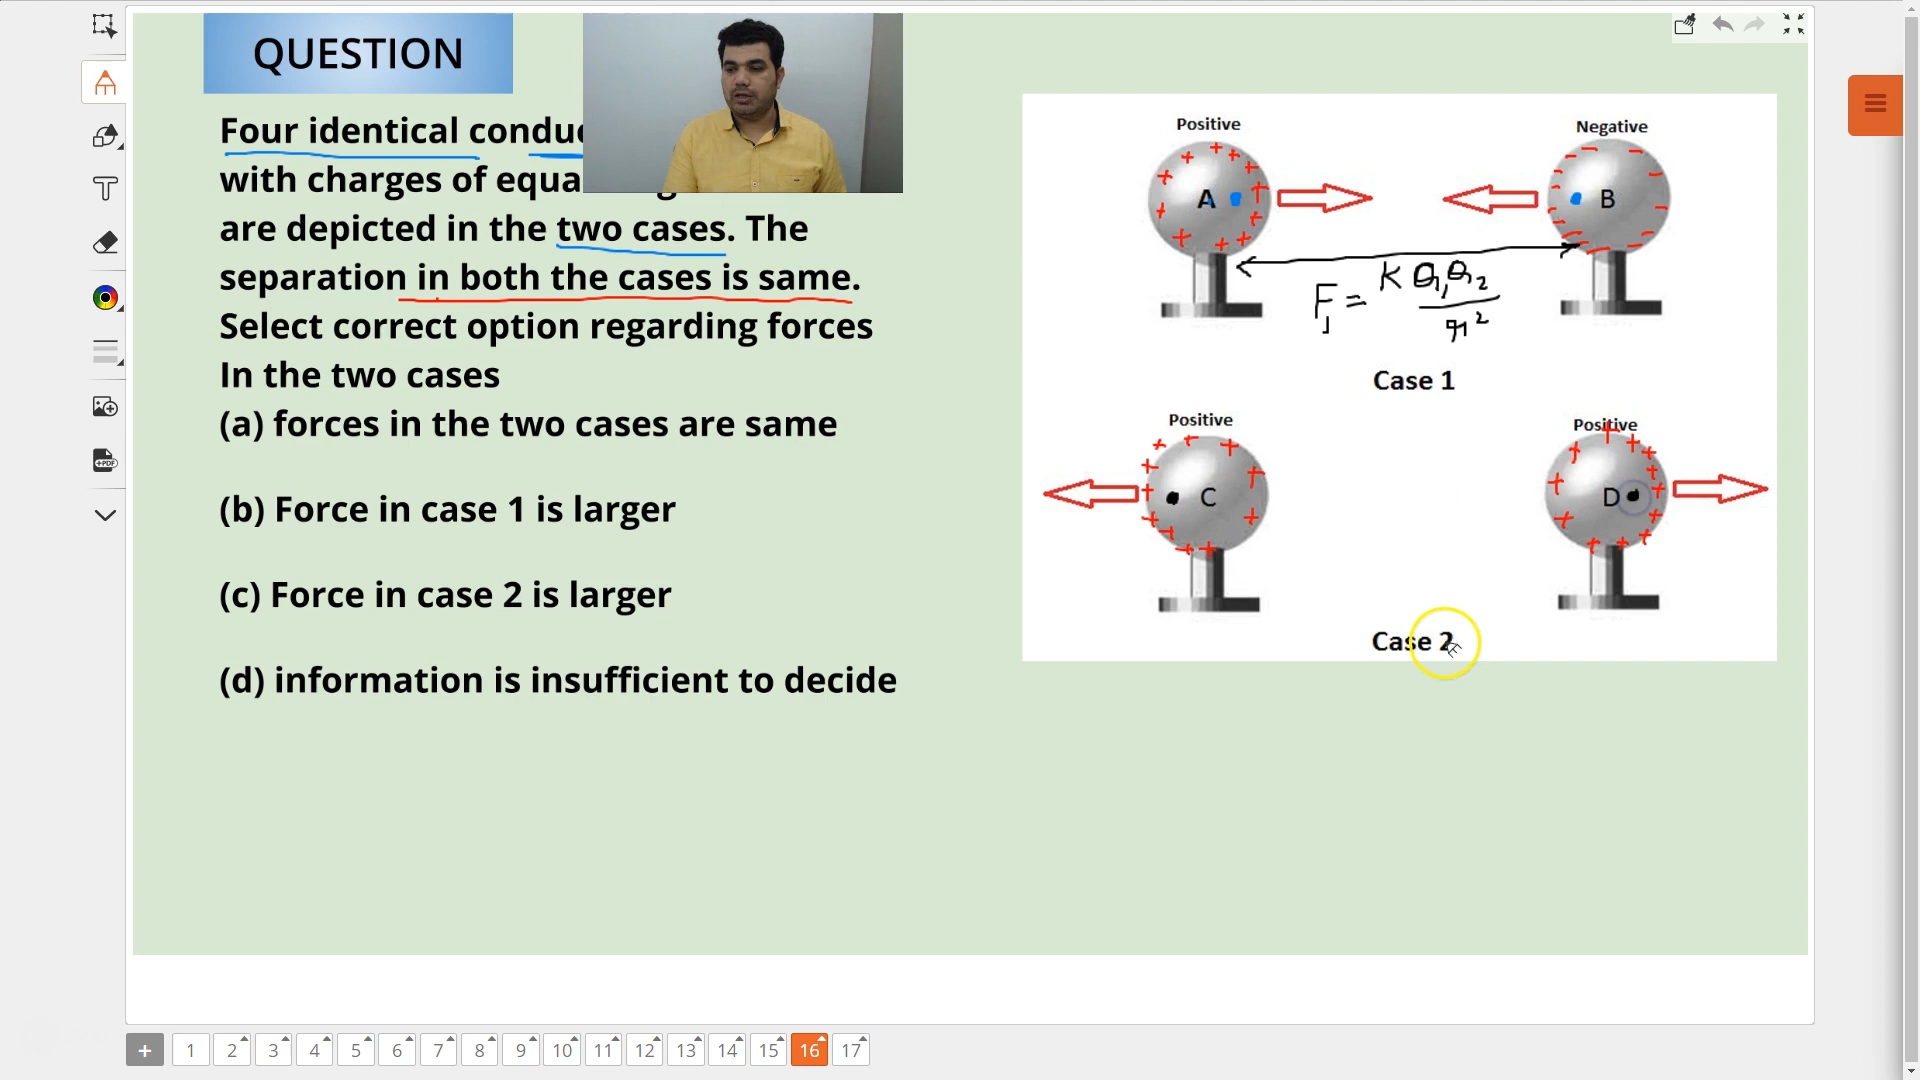 QUESTION
Four identical
with charges of
are depicted in the two cases. The
separation in both the cases is same.
Select correct option regarding forces
In the two cases
(a) forces in the two cases are same
(b) Force in case 1 is larger
(c) Force in case 2 is larger
(d) information is insufficient to decide
Positive
Negative
A
B
F₁ = K Q₁ Q₂ / r²
Case 1
Positive
Positive
C
D
Case 2
T
+PDF
+ 1 2 3 4 5 6 7 8 9 10 11 12 13 14 15 16 17